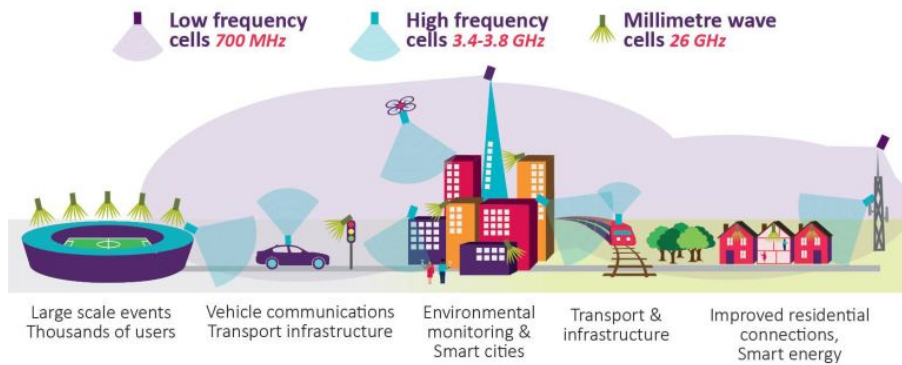 Low frequency
cells 700 MHz
High frequency
cells 3.4-3.8 GHz
Millimetre wave
cells 26 GHz
Large scale events
Thousands of users
Vehicle communications
Transport infrastructure
Environmental
monitoring &
Smart cities
Transport &
infrastructure
Improved residential
connections,
Smart energy